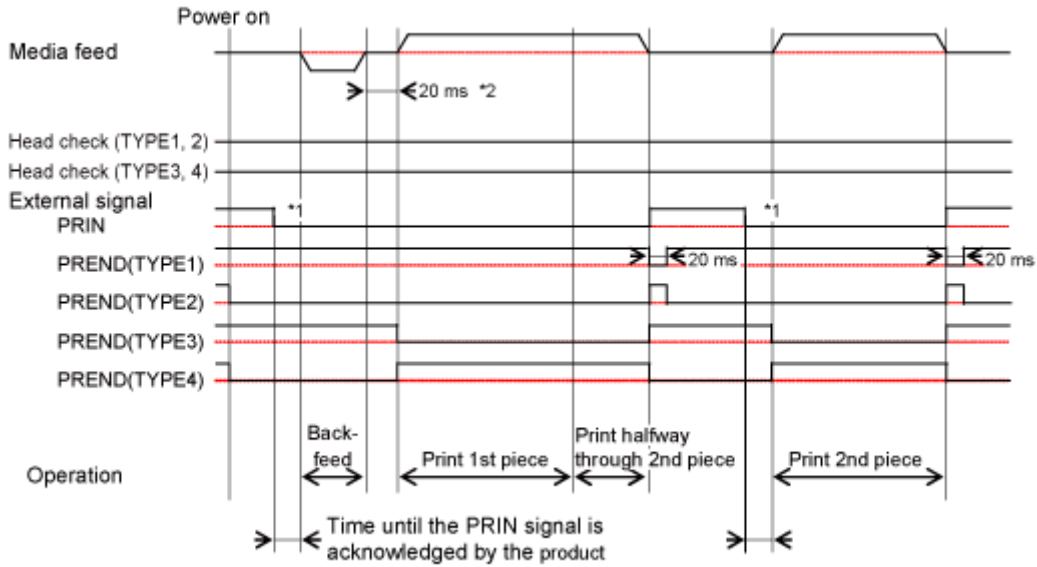 Power on
Media feed
20 ms *2
Head check (TYPE1, 2)
Head check (TYPE3, 4)
External signal
PRIN
*1
*1
PREND(TYPE1)
20 ms
20 ms
PREND(TYPE2)
PREND(TYPE3)
PREND(TYPE4)
Back-
feed
Print 1st piece
Print halfway
through 2nd piece
Print 2nd piece
Operation
Time until the PRIN signal is
acknowledged by the product